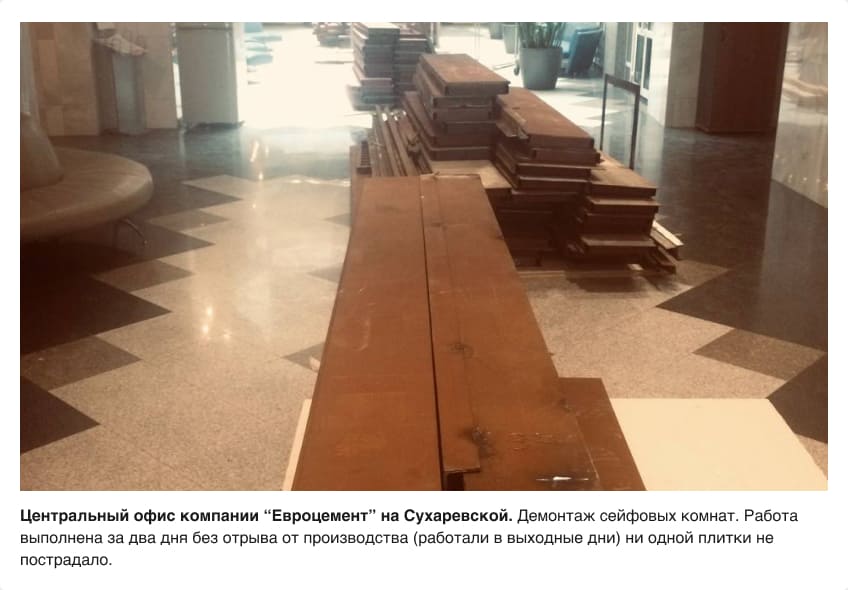 Центральный офис компании “Евроцемент” на Сухаревской. Демонтаж сейфовых комнат. Работа
выполнена за два дня без отрыва от производства (работали в выходные дни) ни одной плитки не
пострадало.